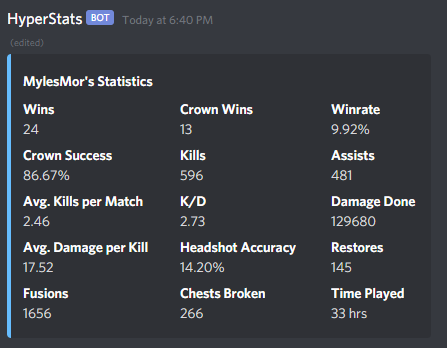 HyperStats BOT Today at 6:40 PM
(edited)
MylesMor's Statistics
Wins Crown Wins Winrate
24 13 9.92%
Crown Success Kills Assists
86.67% 596 481
Avg. Kills per Match K/D Damage Done
2.46 2.73 129680
Avg. Damage per Kill Headshot Accuracy Restores
17.52 14.20% 145
Fusions Chests Broken Time Played
1656 266 33 hrs